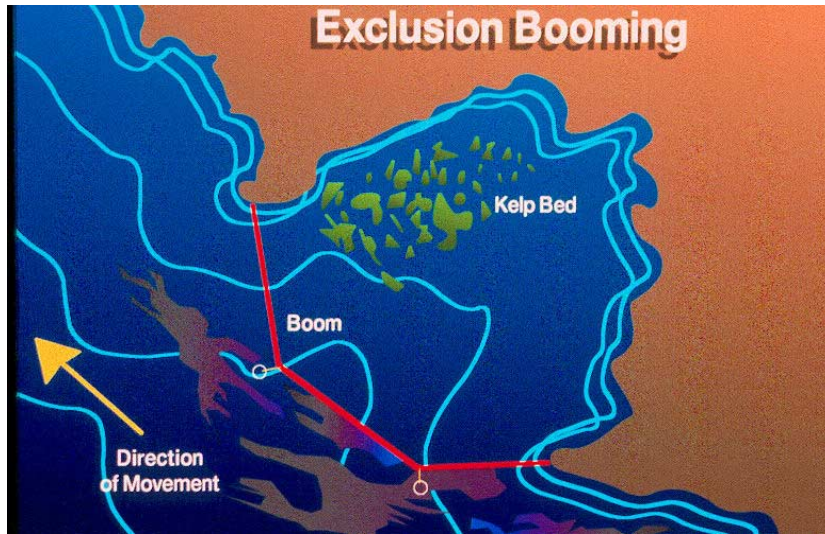 Exclusion Booming
Kelp Bed
Boom
Direction
of Movement